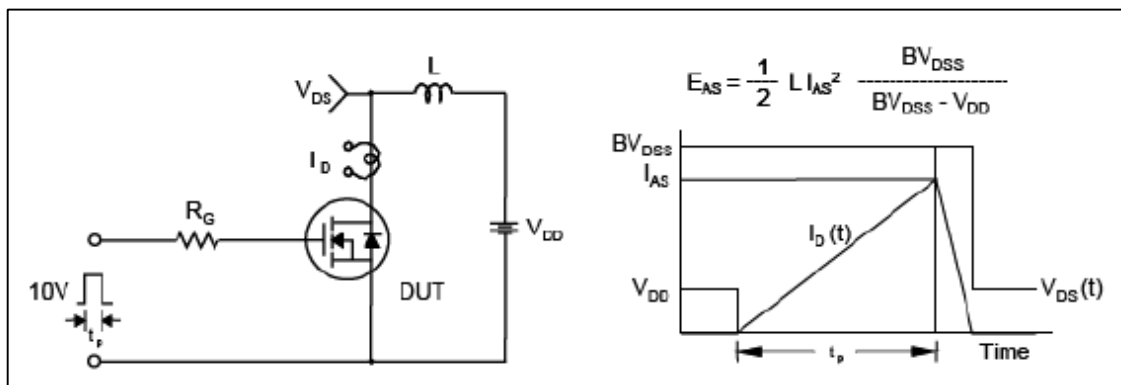 L
V_DS
I_D
R_G
V_DD
10V
DUT
t_p
E_AS = 1/2 L I_AS² BV_DSS / BV_DSS - V_DD
BV_DSS
I_AS
I_D (t)
V_DD
V_DS (t)
t_p
Time